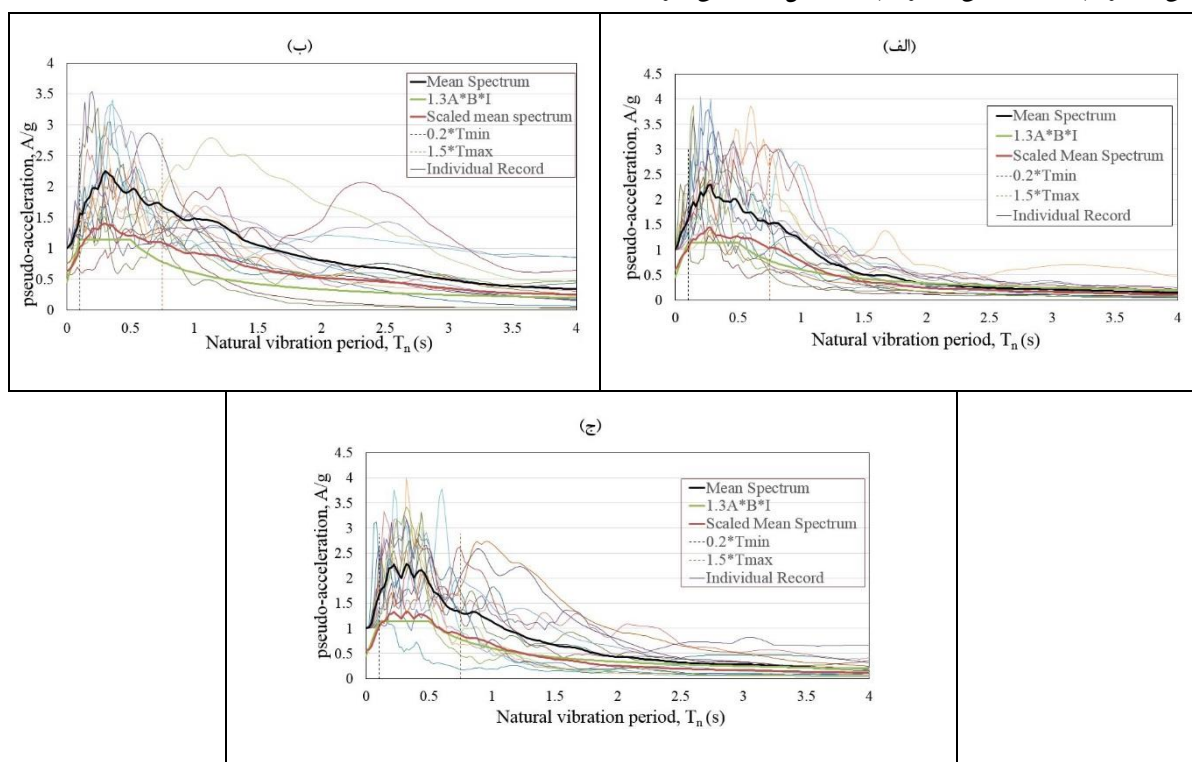 (الف)
4.5
4
3.5
3
2.5
2
1.5
1
0.5
0
pseudo-acceleration, A/g
Mean Spectrum
1.3A*B*I
Scaled Mean Spectrum
0.2*Tmin
1.5*Tmax
Individual Record
0 0.5 1 1.5 2 2.5 3 3.5 4
Natural vibration period, Tn (s)
(ب)
4
3.5
3
2.5
2
1.5
1
0.5
0
pseudo-acceleration, A/g
Mean Spectrum
1.3A*B*I
Scaled mean spectrum
0.2*Tmin
1.5*Tmax
Individual Record
0 0.5 1 1.5 2 2.5 3 3.5 4
Natural vibration period, Tn (s)
(ج)
4.5
4
3.5
3
2.5
2
1.5
1
0.5
0
pseudo-acceleration, A/g
Mean Spectrum
1.3A*B*I
Scaled Mean Spectrum
0.2*Tmin
1.5*Tmax
Individual Record
0 0.5 1 1.5 2 2.5 3 3.5 4
Natural vibration period, Tn (s)